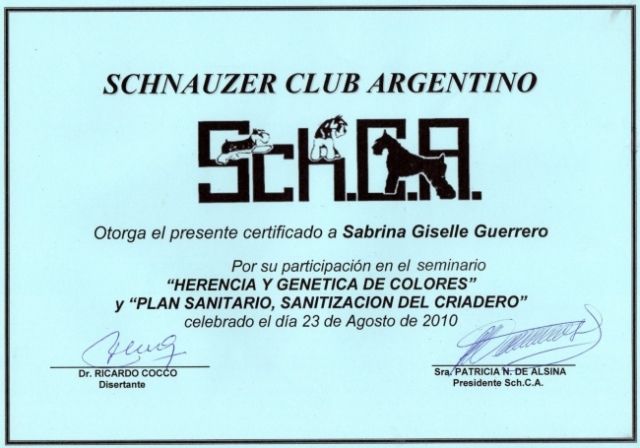 SCHNAUZER CLUB ARGENTINO
Sch.C.A.
Otorga el presente certificado a Sabrina Giselle Guerrero
Por su participación en el seminario
“HERENCIA Y GENETICA DE COLORES”
y “PLAN SANITARIO, SANITIZACION DEL CRIADERO”
celebrado el día 23 de Agosto de 2010
Dr. RICARDO COCCO
Disertante
Sra. PATRICIA N. DE ALSINA
Presidente Sch.C.A.